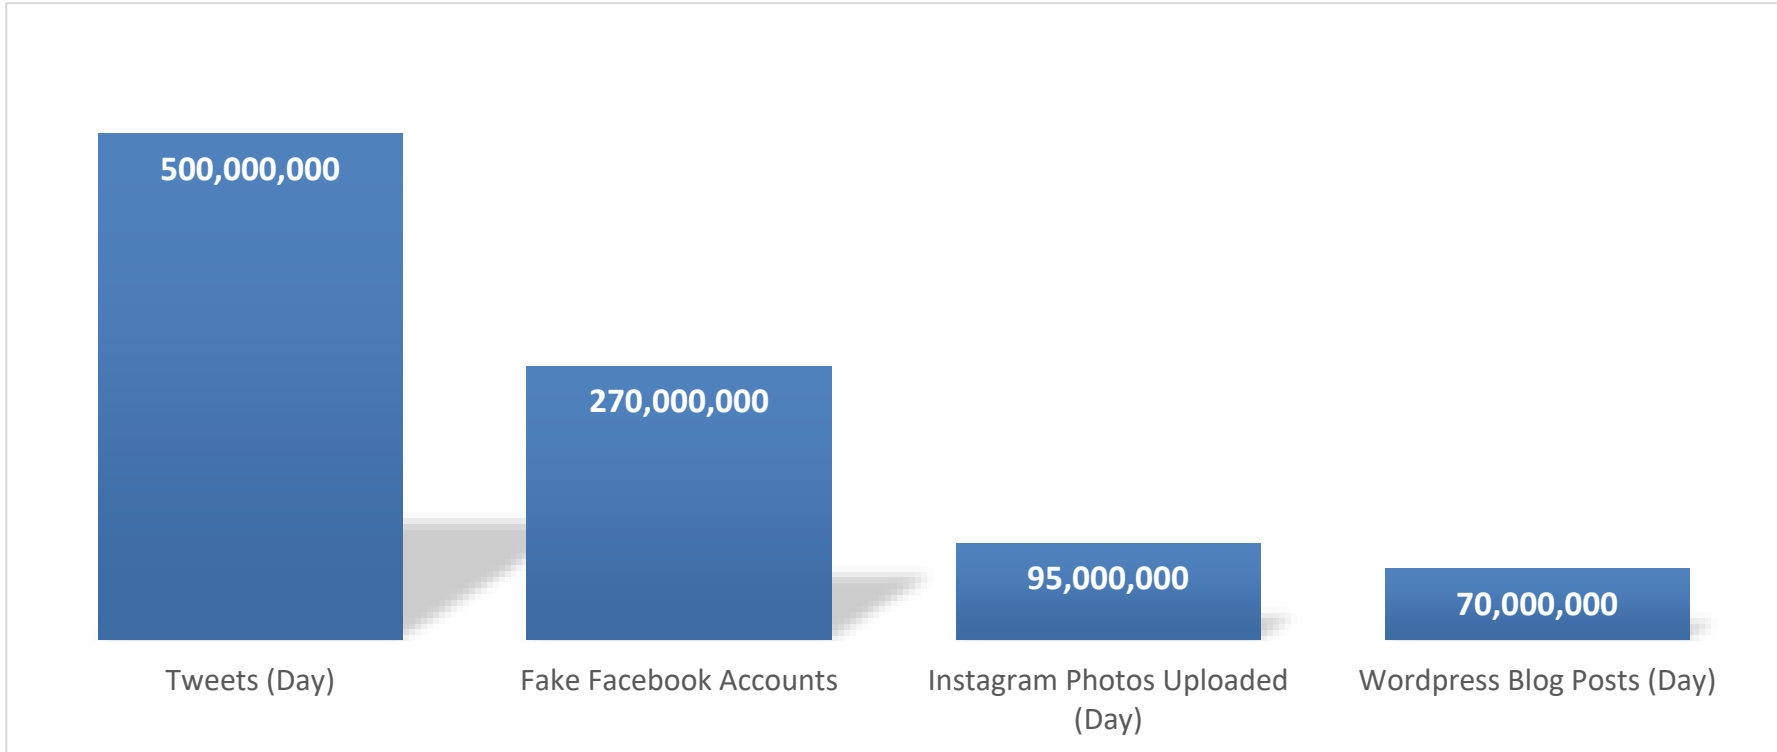 500,000,000
270,000,000
95,000,000
70,000,000
Tweets (Day)
Fake Facebook Accounts
Instagram Photos Uploaded
(Day)
Wordpress Blog Posts (Day)